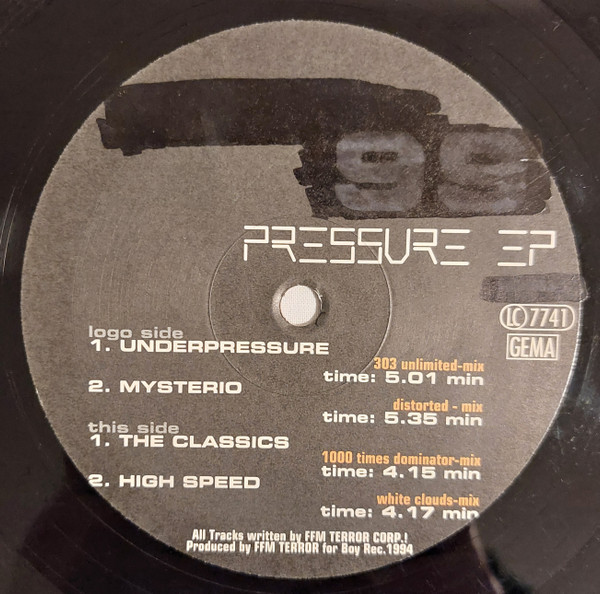 99
PRESSURE EP
LC 7741
GEMA
logo side
1. UNDERPRESSURE
303 unlimited-mix
time: 5.01 min
2. MYSTERIO
distorted - mix
time: 5.35 min
this side
1. THE CLASSICS
1000 times dominator-mix
time: 4.15 min
2. HIGH SPEED
white clouds-mix
time: 4.17 min
All Tracks written by FFM TERROR CORP.!
Produced by FFM TERROR for Boy Rec.1994